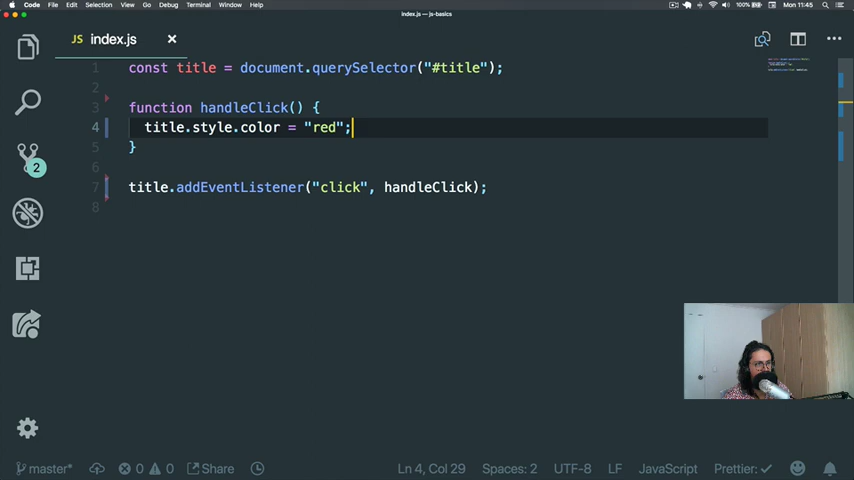 Code File Edit Selection View Go Debug Terminal Window Help
100% Mon 11:45
index.js — js-basics
JS index.js
1 const title = document.querySelector("#title");
2
3 function handleClick() {
4 title.style.color = "red";
5 }
6
7 title.addEventListener("click", handleClick);
8
2
master* 0 0 Share Ln 4, Col 29 Spaces: 2 UTF-8 LF JavaScript Prettier: ✓